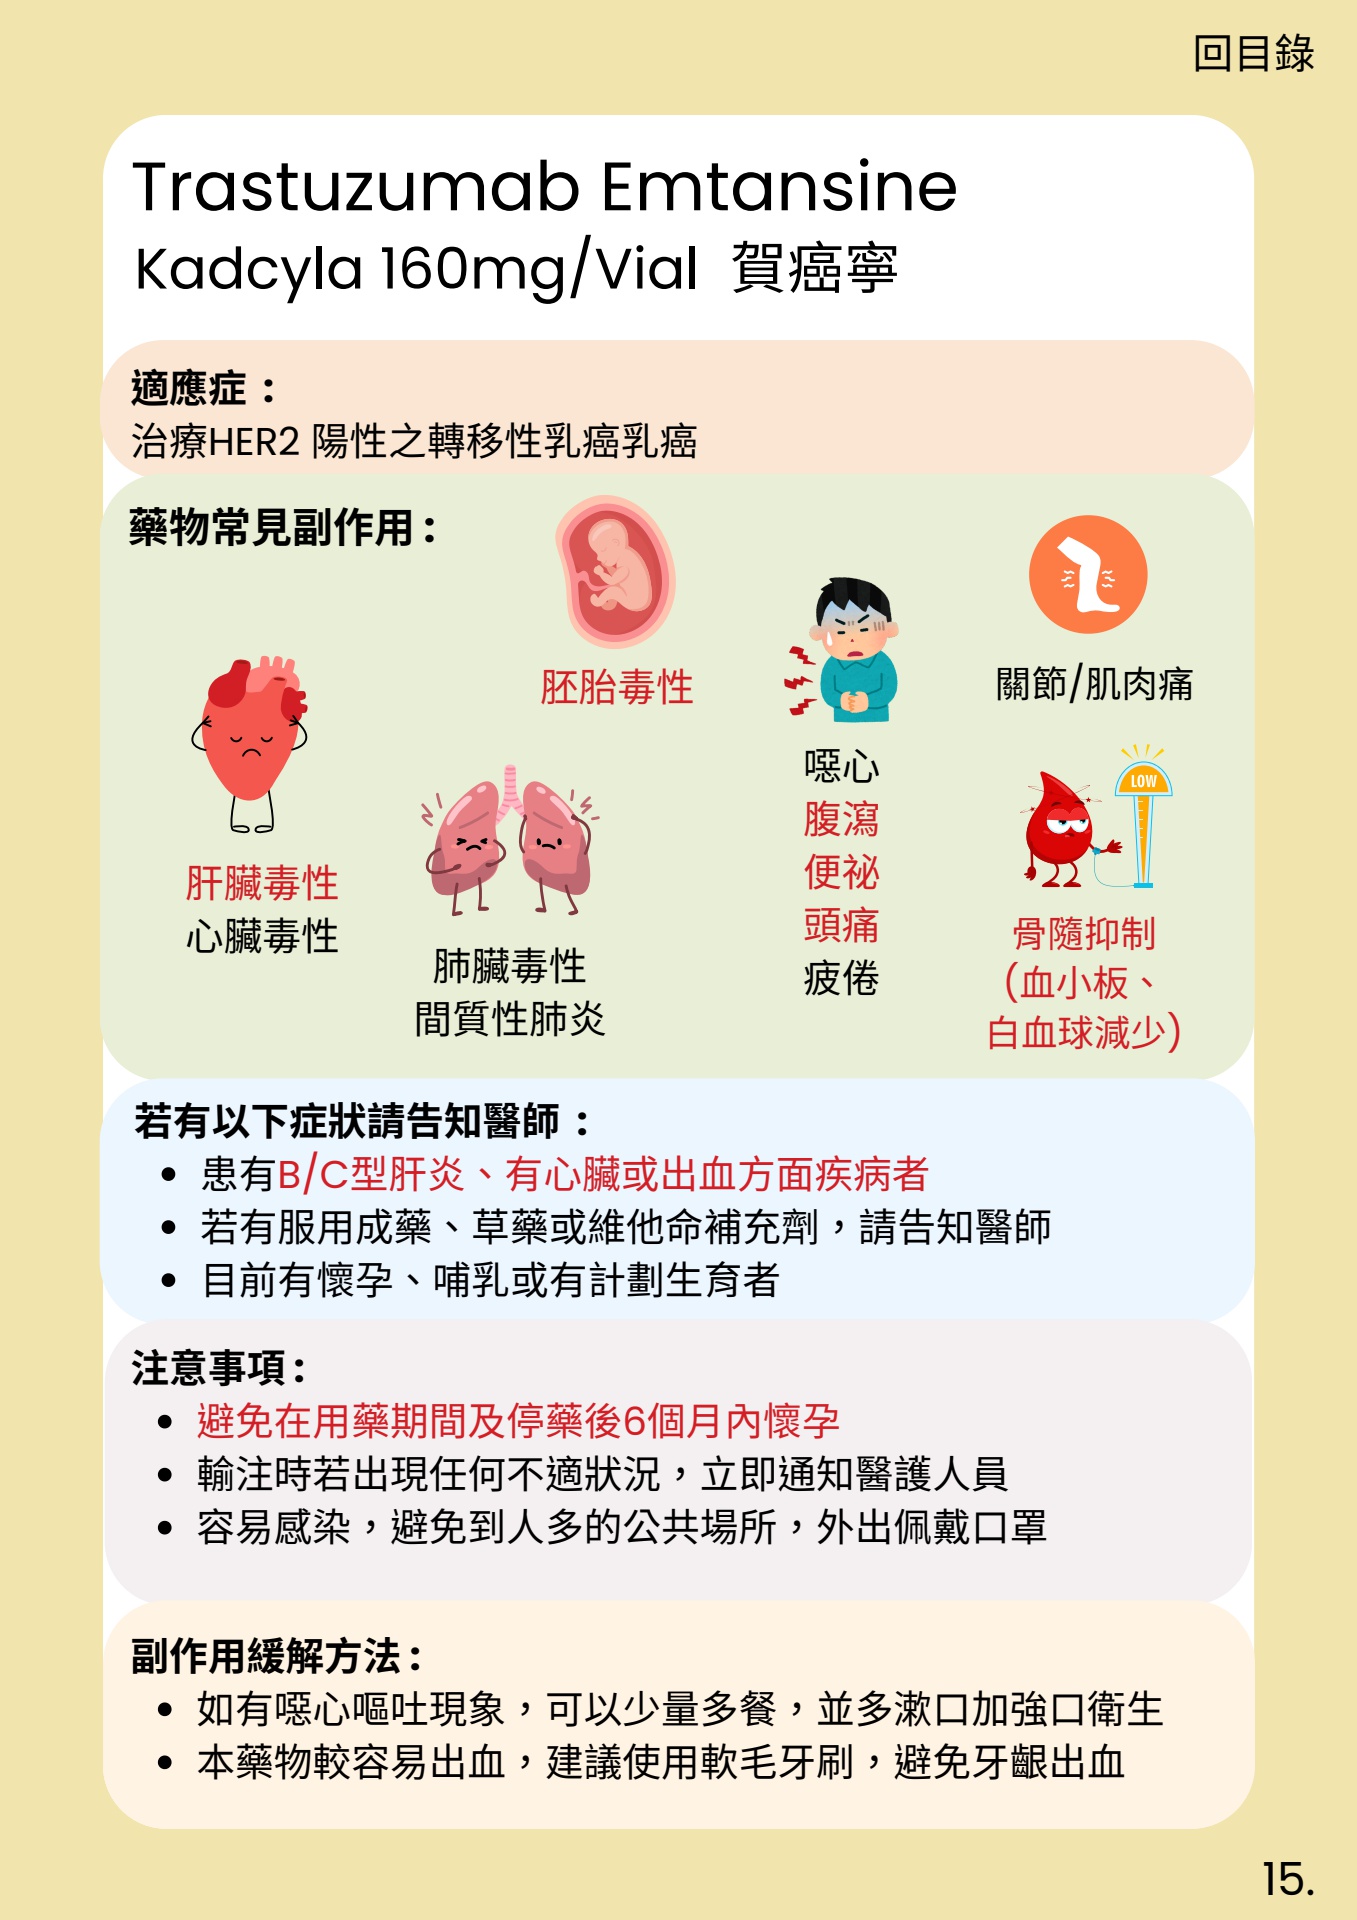 回目錄
Trastuzumab Emtansine
Kadcyla 160mg/Vial 賀癌寧
適應症：
治療HER2 陽性之轉移性乳癌乳癌
藥物常見副作用：
胚胎毒性
肝臟毒性
心臟毒性
肺臟毒性
間質性肺炎
噁心
腹瀉
便祕
頭痛
疲倦
關節/肌肉痛
LOW
骨隨抑制
(血小板、
白血球減少)
若有以下症狀請告知醫師：
• 患有B/C型肝炎、有心臟或出血方面疾病者
• 若有服用成藥、草藥或維他命補充劑，請告知醫師
• 目前有懷孕、哺乳或有計劃生育者
注意事項：
• 避免在用藥期間及停藥後6個月內懷孕
• 輸注時若出現任何不適狀況，立即通知醫護人員
• 容易感染，避免到人多的公共場所，外出佩戴口罩
副作用緩解方法：
• 如有噁心嘔吐現象，可以少量多餐，並多漱口加強口衛生
• 本藥物較容易出血，建議使用軟毛牙刷，避免牙齦出血
15.